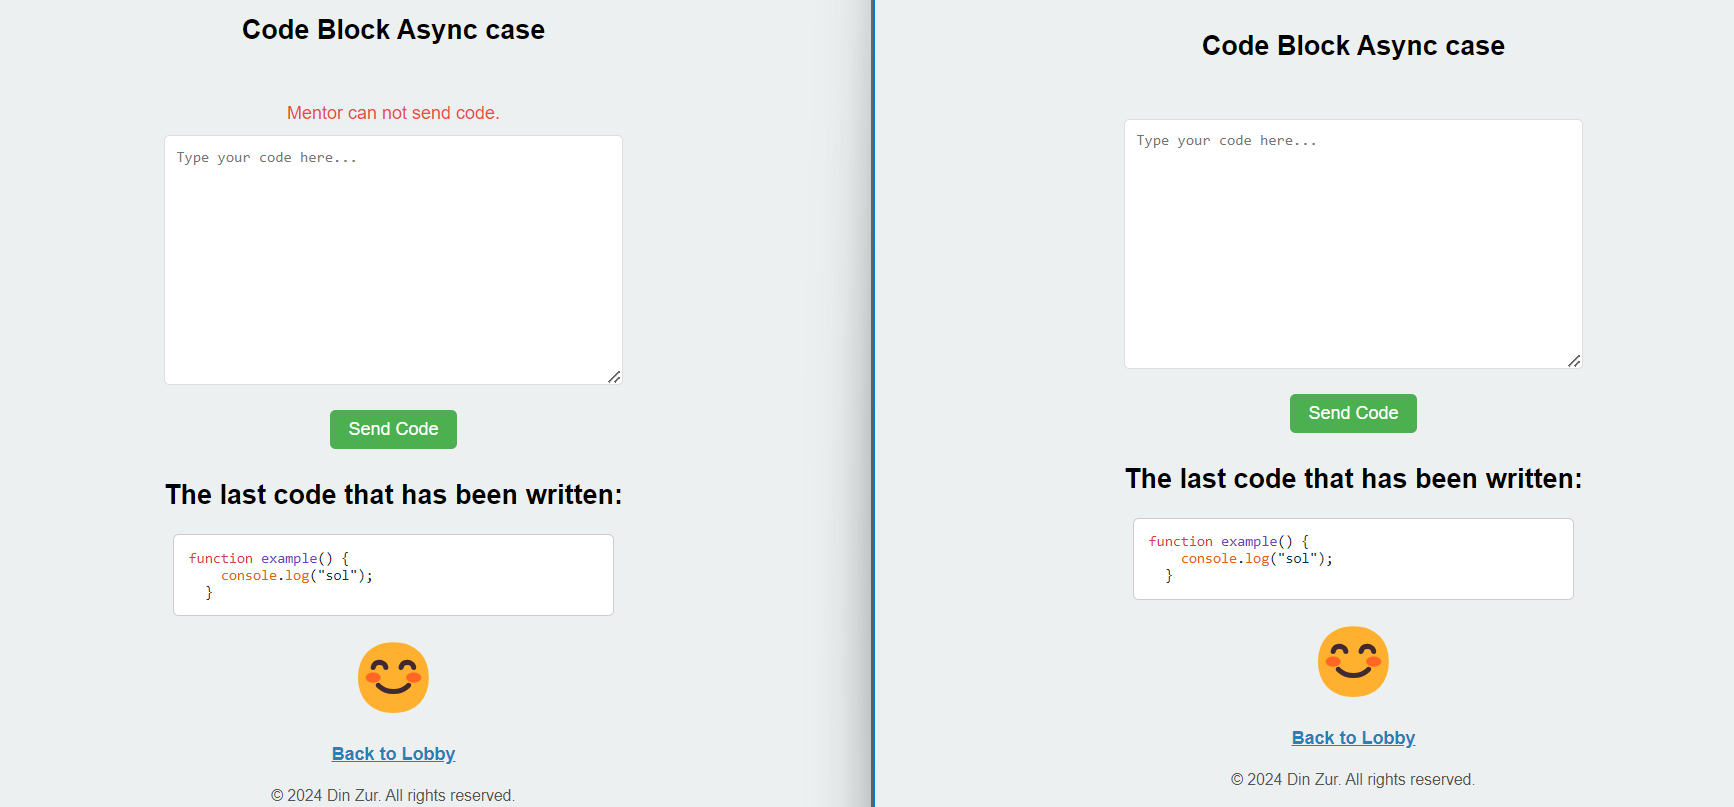 Code Block Async case
Mentor can not send code.
Type your code here...
Send Code
The last code that has been written:
function example() {
    console.log("sol");
  }
Back to Lobby
© 2024 Din Zur. All rights reserved.
Code Block Async case
Type your code here...
Send Code
The last code that has been written:
function example() {
    console.log("sol");
  }
Back to Lobby
© 2024 Din Zur. All rights reserved.